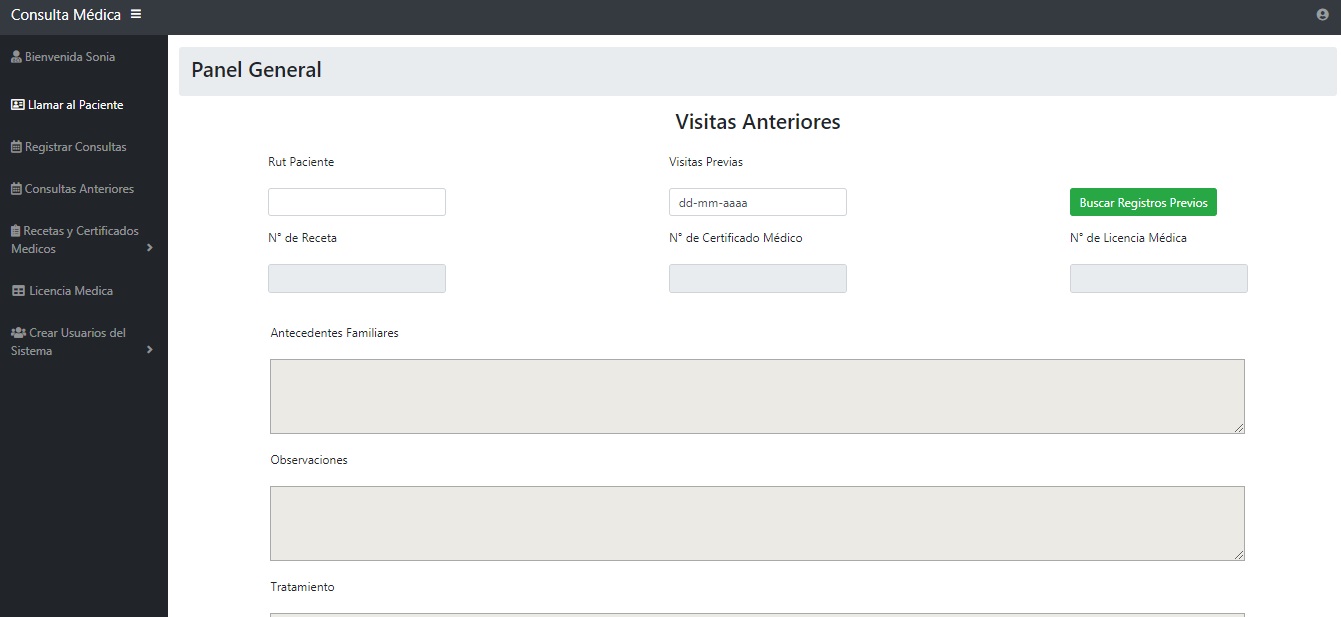 Consulta Médica
Bienvenida Sonia
Llamar al Paciente
Registrar Consultas
Consultas Anteriores
Recetas y Certificados
Medicos
Licencia Medica
Crear Usuarios del
Sistema
Panel General
Visitas Anteriores
Rut Paciente
Visitas Previas
dd-mm-aaaa
Buscar Registros Previos
N° de Receta
N° de Certificado Médico
N° de Licencia Médica
Antecedentes Familiares
Observaciones
Tratamiento